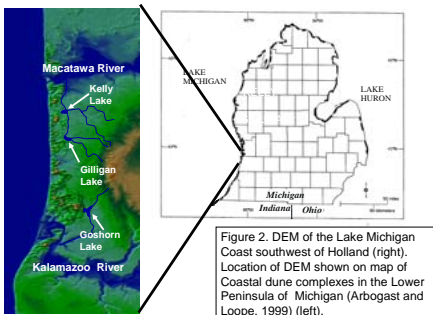 Macatawa River
Kelly
Lake
Gilligan
Lake
Goshorn
Lake
Kalamazoo River
LAKE
MICHIGAN
LAKE
HURON
Michigan
Indiana Ohio
Figure 2. DEM of the Lake Michigan
Coast southwest of Holland (right).
Location of DEM shown on map of
Coastal dune complexes in the Lower
Peninsula of Michigan (Arbogast and
Loope, 1999) (left).